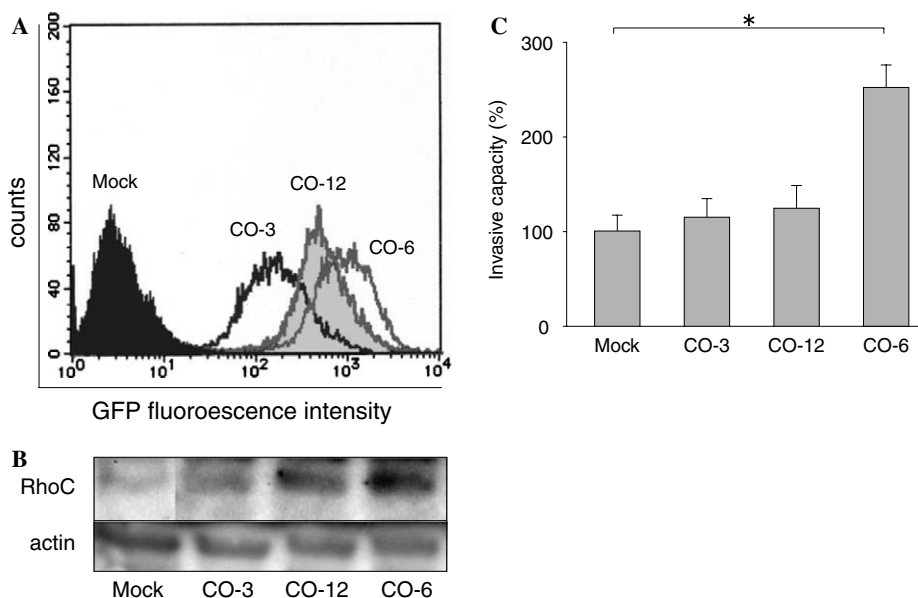 A
200
160
120
80
40
0
counts
Mock
CO-3
CO-12
CO-6
10⁰ 10¹ 10² 10³ 10⁴
GFP fluoroescence intensity
B
RhoC
actin
Mock CO-3 CO-12 CO-6
C
*
300
200
100
0
Invasive capacity (%)
Mock CO-3 CO-12 CO-6